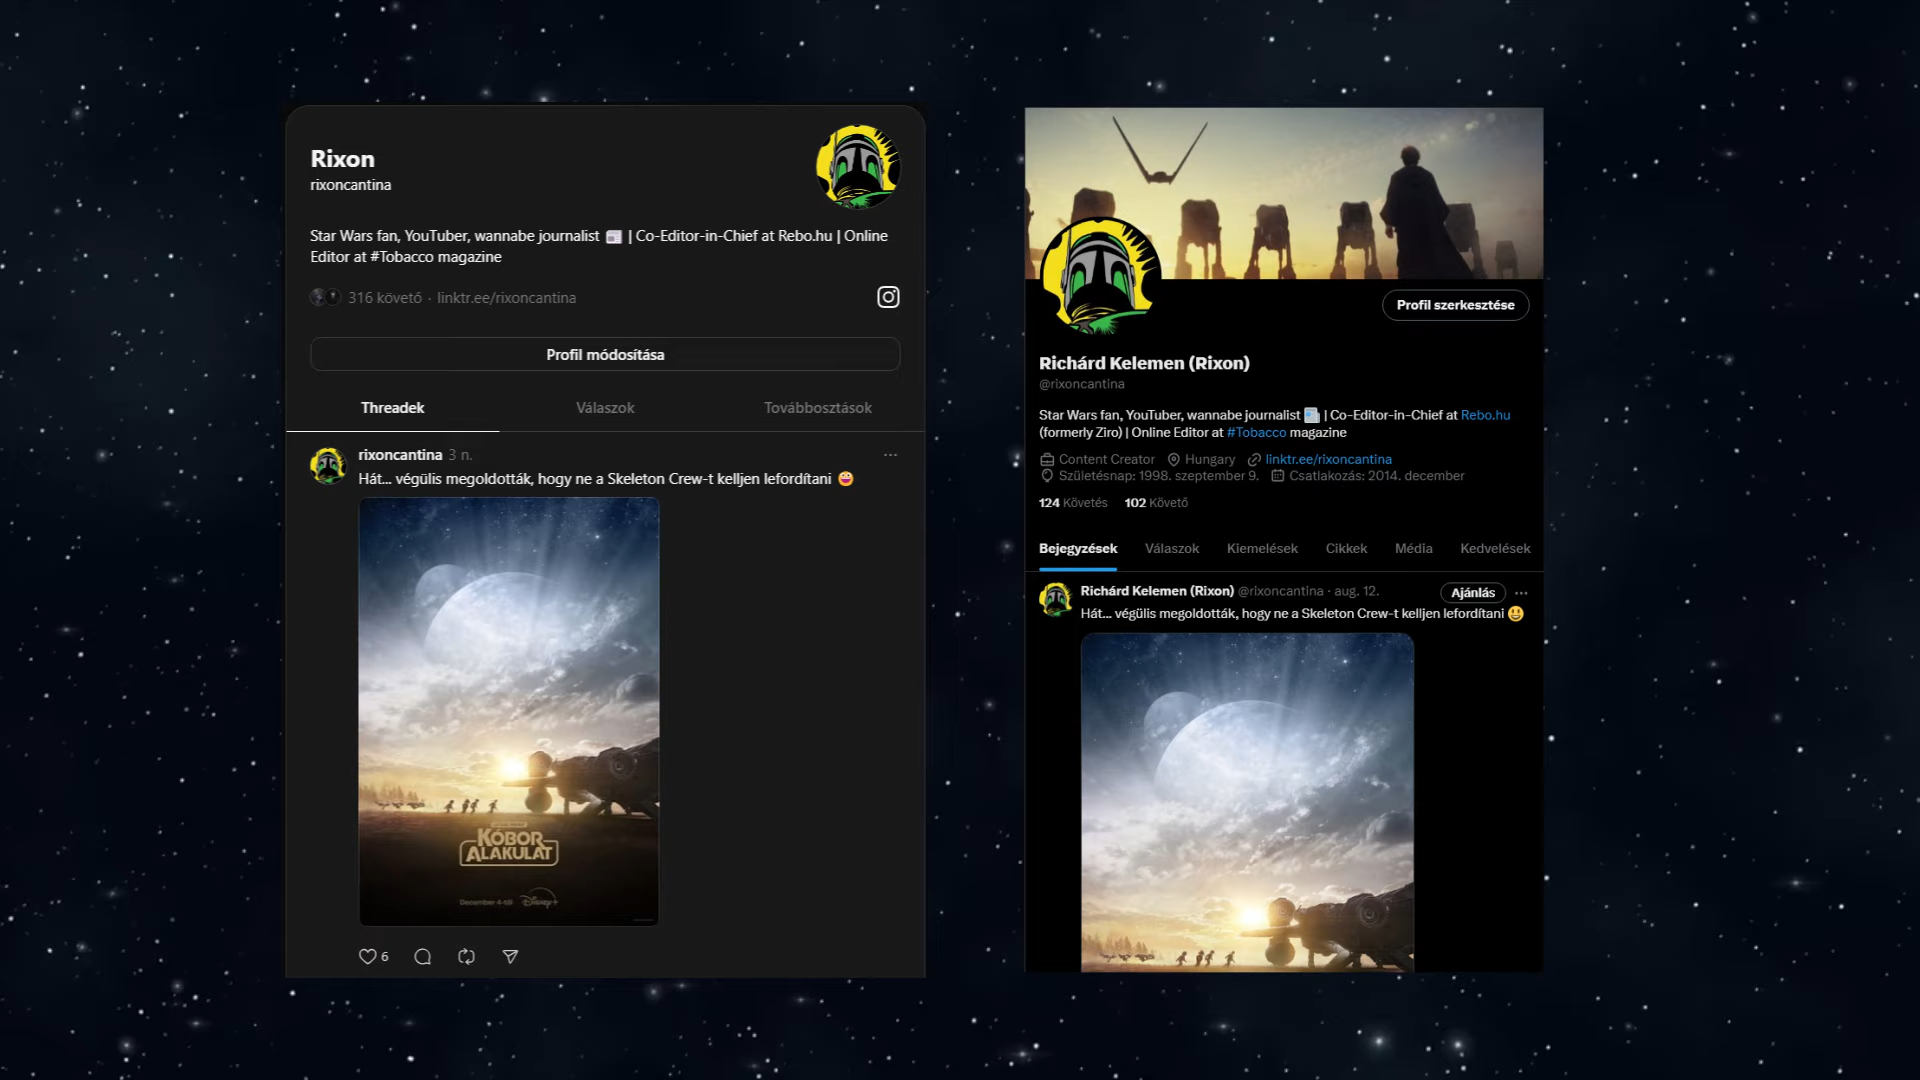 Rixon
rixoncantina
Star Wars fan, YouTuber, wannabe journalist 📰 | Co-Editor-in-Chief at Rebo.hu | Online
Editor at #Tobacco magazine
316 követő · linktr.ee/rixoncantina
Profil módosítása
Threadek Válaszok Továbbosztások
rixoncantina 3 n.
Hát... végülis megoldották, hogy ne a Skeleton Crew-t kelljen lefordítani 😀
KÓBOR
ALAKULAT
December 4-től Disney+
6
Profil szerkesztése
Richárd Kelemen (Rixon)
@rixoncantina
Star Wars fan, YouTuber, wannabe journalist 📰 | Co-Editor-in-Chief at Rebo.hu
(formerly Ziro) | Online Editor at #Tobacco magazine
Content Creator Hungary linktr.ee/rixoncantina
Születésnap: 1998. szeptember 9. Csatlakozás: 2014. december
124 Követés 102 Követő
Bejegyzések Válaszok Kiemelések Cikkek Média Kedvelések
Richárd Kelemen (Rixon) @rixoncantina · aug. 12. Ajánlás
Hát... végülis megoldották, hogy ne a Skeleton Crew-t kelljen lefordítani 😃